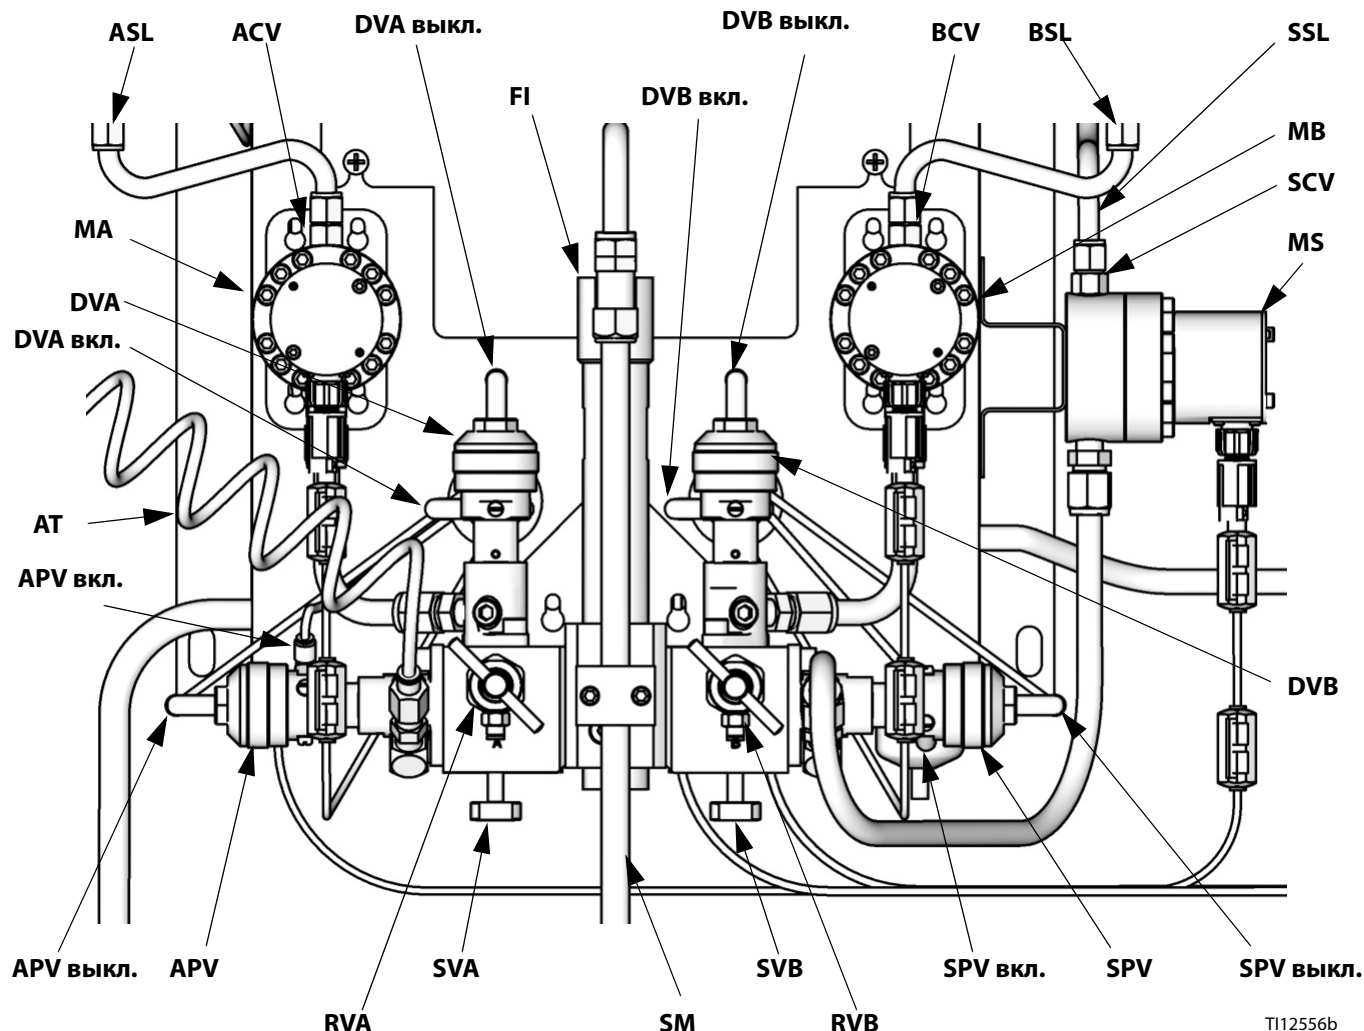 ASL
ACV
DVA выкл.
DVB выкл.
BCV
BSL
SSL
FI
DVB вкл.
MB
SCV
MA
MS
DVA
DVA вкл.
AT
APV вкл.
DVB
A
B
APV выкл.
APV
SVA
SVB
SPV вкл.
SPV
SPV выкл.
RVA
SM
RVB
TI12556b